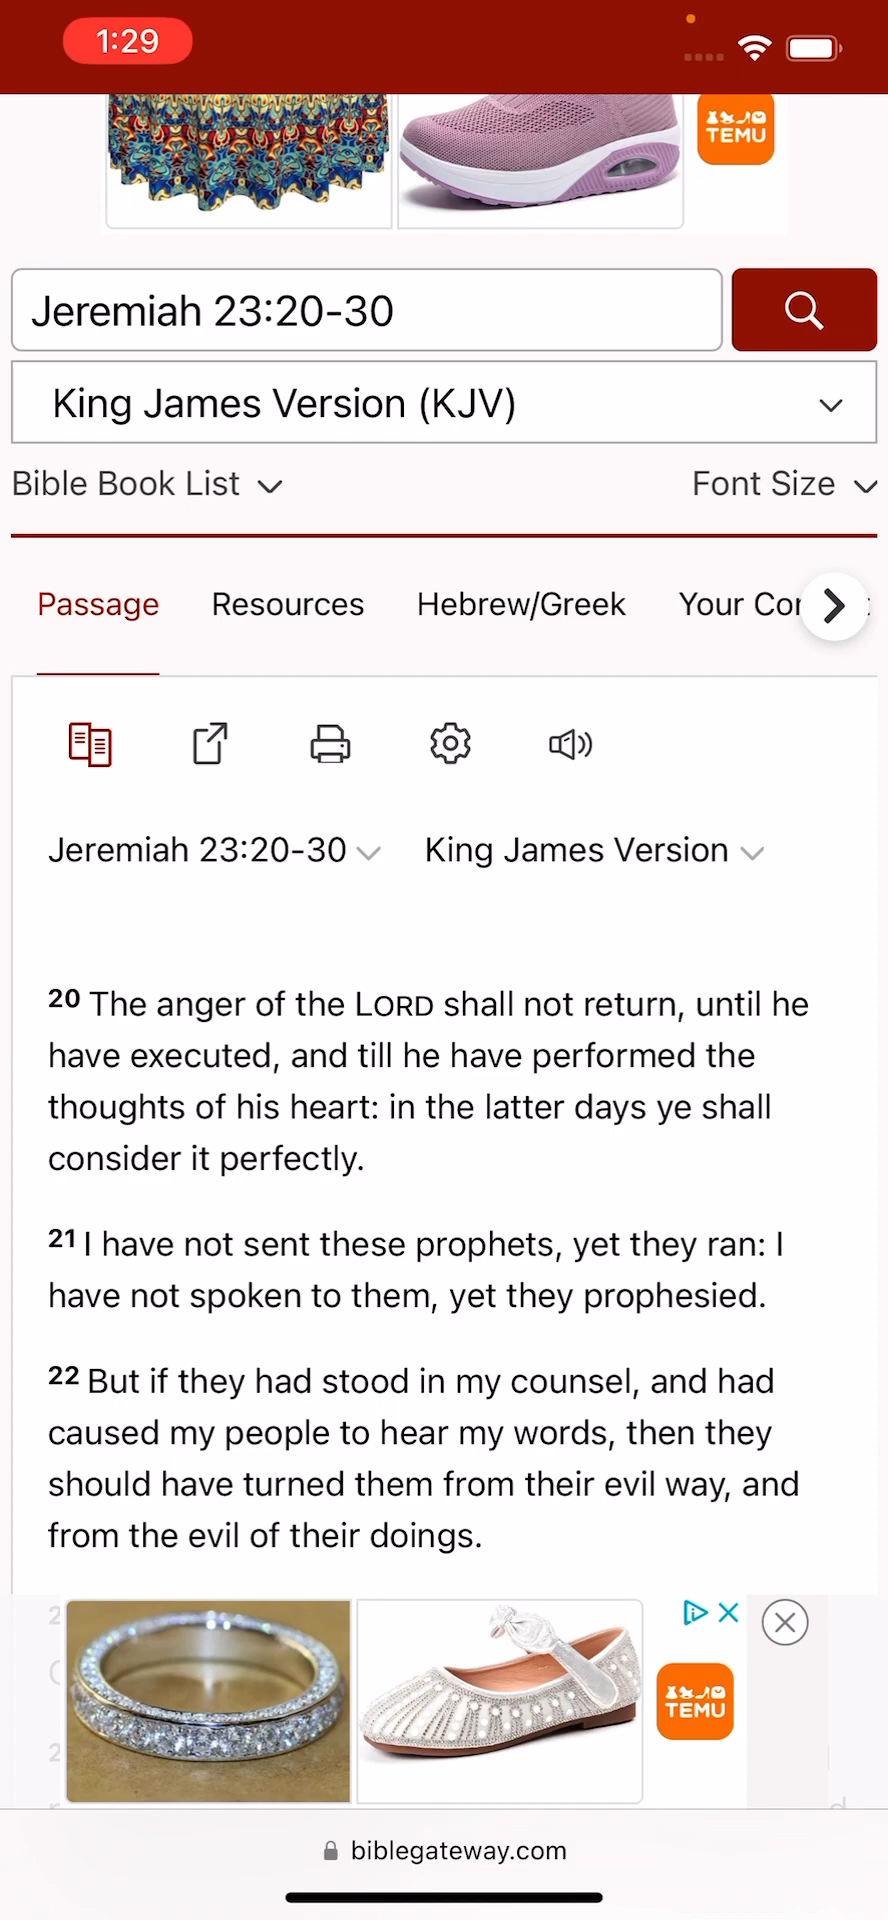 1:29
TEMU
Jeremiah 23:20-30
King James Version (KJV)
Bible Book List
Font Size
Passage Resources Hebrew/Greek Your Con
Jeremiah 23:20-30 King James Version
20 The anger of the LORD shall not return, until he
have executed, and till he have performed the
thoughts of his heart: in the latter days ye shall
consider it perfectly.
21 I have not sent these prophets, yet they ran: I
have not spoken to them, yet they prophesied.
22 But if they had stood in my counsel, and had
caused my people to hear my words, then they
should have turned them from their evil way, and
from the evil of their doings.
TEMU
biblegateway.com